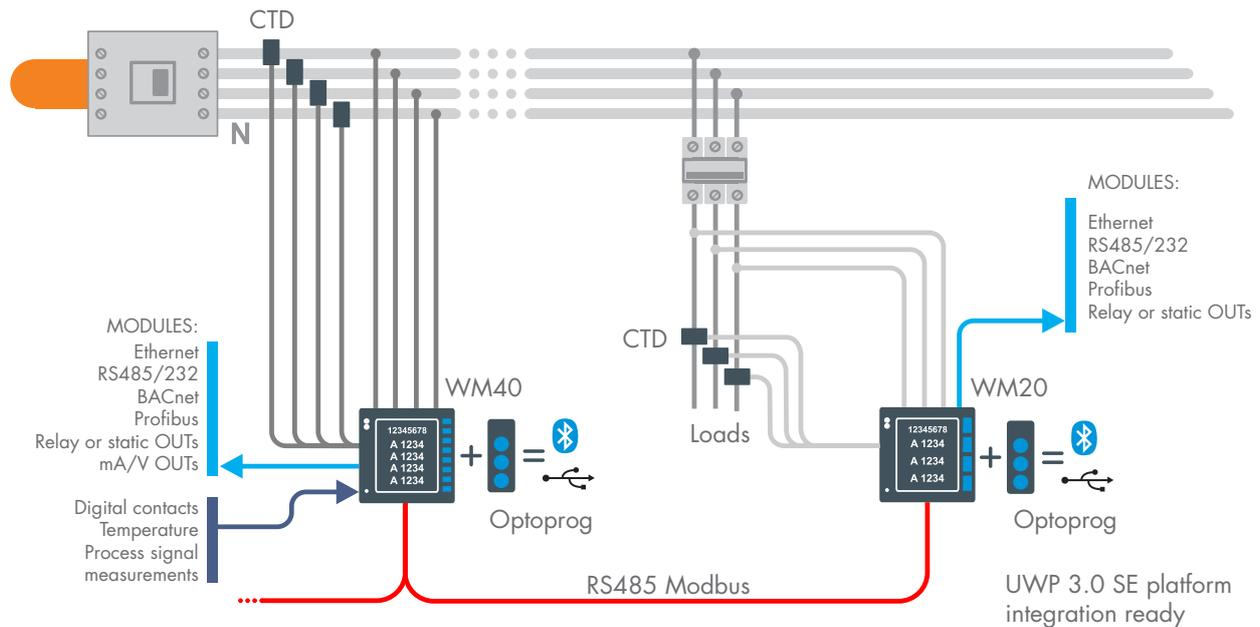 CTD
N
MODULES:
Ethernet
RS485/232
BACnet
Profibus
Relay or static OUTs
CTD
Loads
MODULES:
Ethernet
RS485/232
BACnet
Profibus
Relay or static OUTs
mA/V OUTs
Digital contacts
Temperature
Process signal
measurements
WM40
12345678
A 1234
A 1234
A 1234
A 1234
+
=
Optoprog
WM20
12345678
A 1234
A 1234
A 1234
+
=
Optoprog
RS485 Modbus
UWP 3.0 SE platform
integration ready